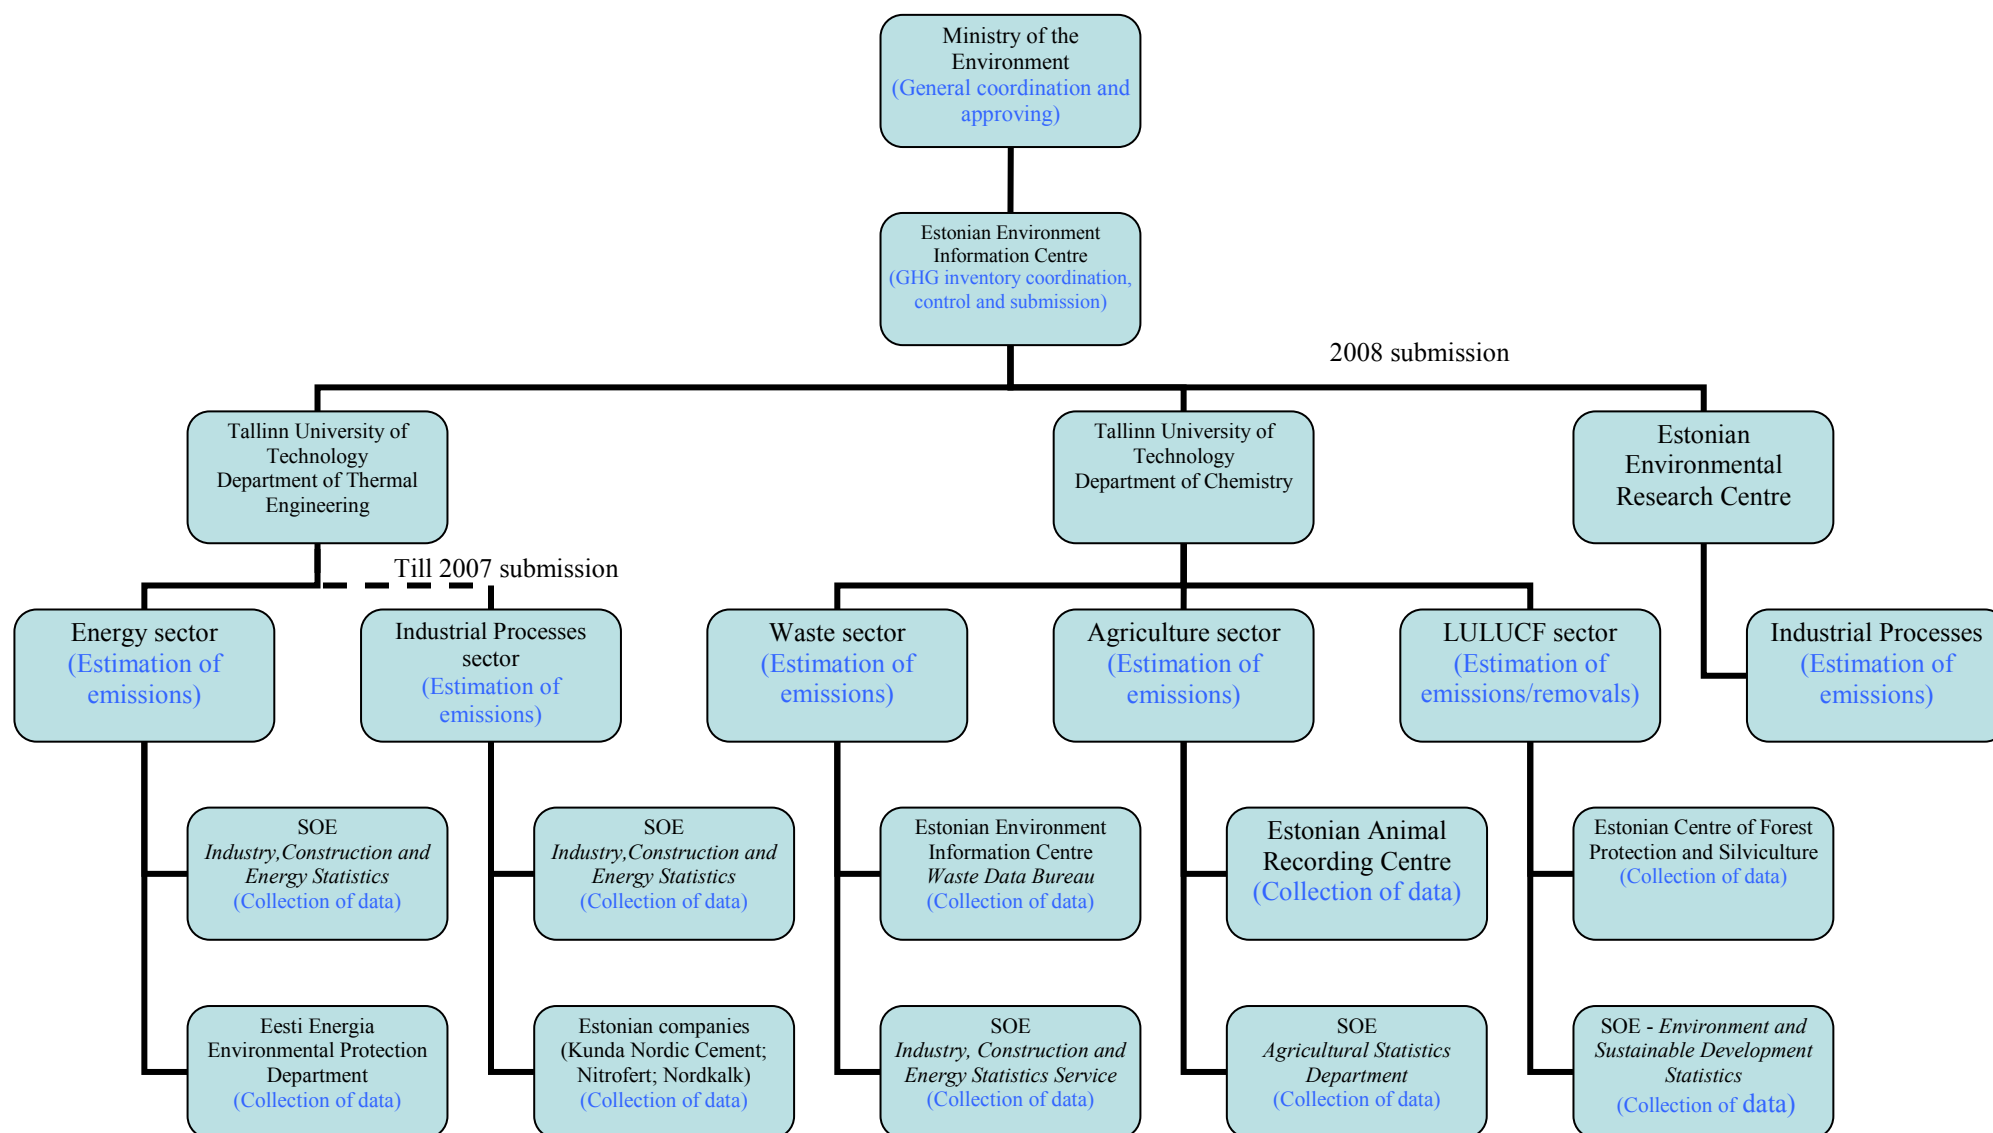 Ministry of the
Environment
(General coordination and
approving)
Estonian Environment
Information Centre
(GHG inventory coordination,
control and submission)
2008 submission
Tallinn University of
Technology
Department of Thermal
Engineering
Tallinn University of
Technology
Department of Chemistry
Estonian
Environmental
Research Centre
Till 2007 submission
Energy sector
(Estimation of
emissions)
Industrial Processes
sector
(Estimation of
emissions)
Waste sector
(Estimation of
emissions)
Agriculture sector
(Estimation of
emissions)
LULUCF sector
(Estimation of
emissions/removals)
Industrial Processes
(Estimation of
emissions)
SOE
Industry,Construction and
Energy Statistics
(Collection of data)
SOE
Industry,Construction and
Energy Statistics
(Collection of data)
Estonian Environment
Information Centre
Waste Data Bureau
(Collection of data)
Estonian Animal
Recording Centre
(Collection of data)
Estonian Centre of Forest
Protection and Silviculture
(Collection of data)
Eesti Energia
Environmental Protection
Department
(Collection of data)
Estonian companies
(Kunda Nordic Cement;
Nitrofert; Nordkalk)
(Collection of data)
SOE
Industry, Construction and
Energy Statistics Service
(Collection of data)
SOE
Agricultural Statistics
Department
(Collection of data)
SOE - Environment and
Sustainable Development
Statistics
(Collection of data)